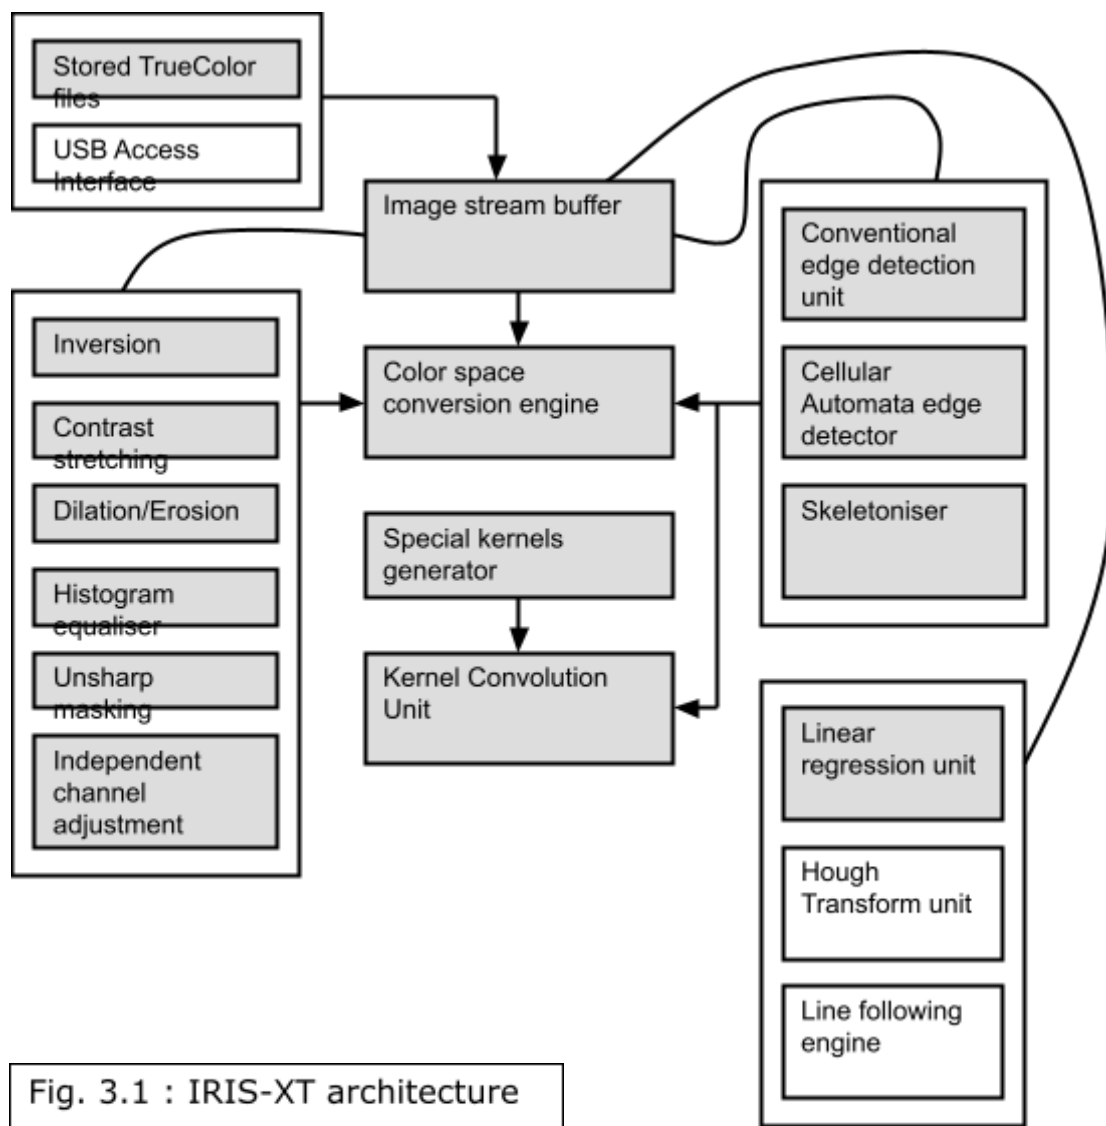 Stored TrueColor
files
USB Access
Interface
Image stream buffer
Conventional
edge detection
unit
Inversion
Color space
conversion engine
Cellular
Automata edge
detector
Contrast
stretching
Dilation/Erosion
Special kernels
generator
Skeletoniser
Histogram
equaliser
Unsharp
masking
Kernel Convolution
Unit
Independent
channel
adjustment
Linear
regression unit
Hough
Transform unit
Line following
engine
Fig. 3.1 : IRIS-XT architecture